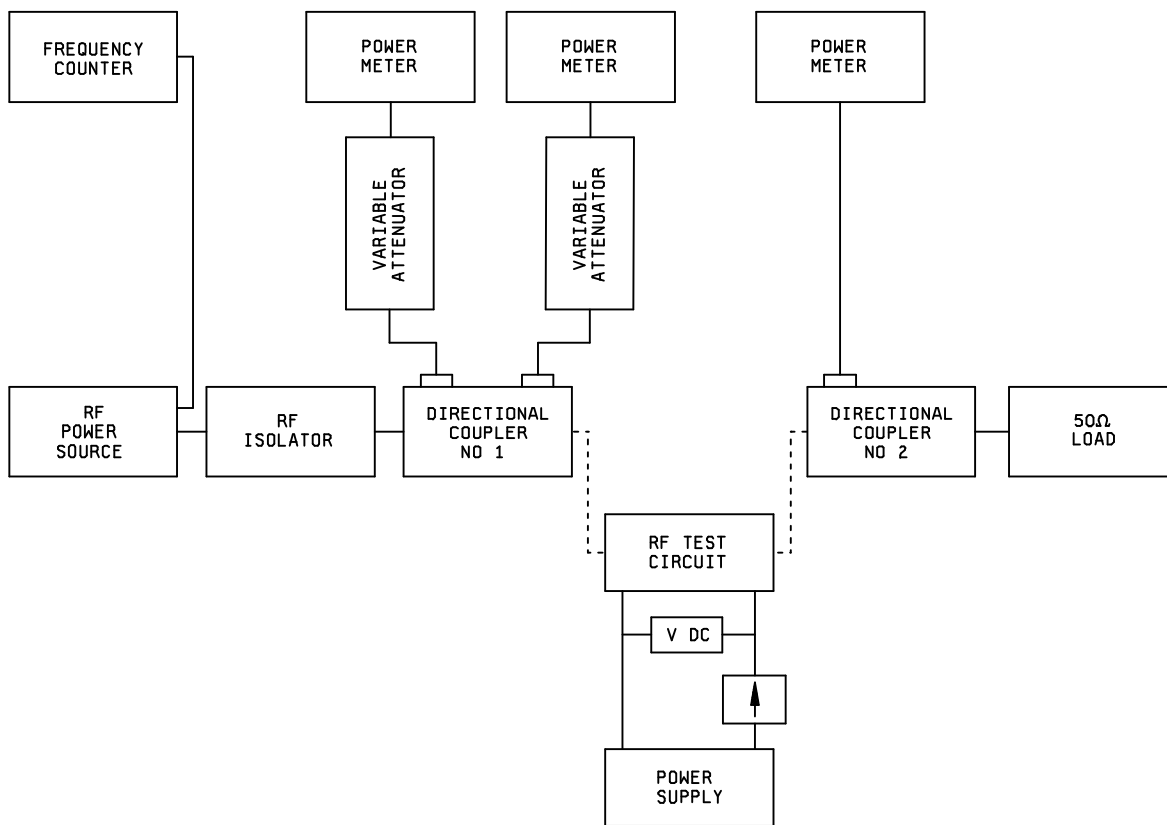 FREQUENCY
COUNTER
POWER
METER
POWER
METER
POWER
METER
VARIABLE
ATTENUATOR
VARIABLE
ATTENUATOR
RF
POWER
SOURCE
RF
ISOLATOR
DIRECTIONAL
COUPLER
NO 1
DIRECTIONAL
COUPLER
NO 2
50Ω
LOAD
RF TEST
CIRCUIT
V DC
POWER
SUPPLY